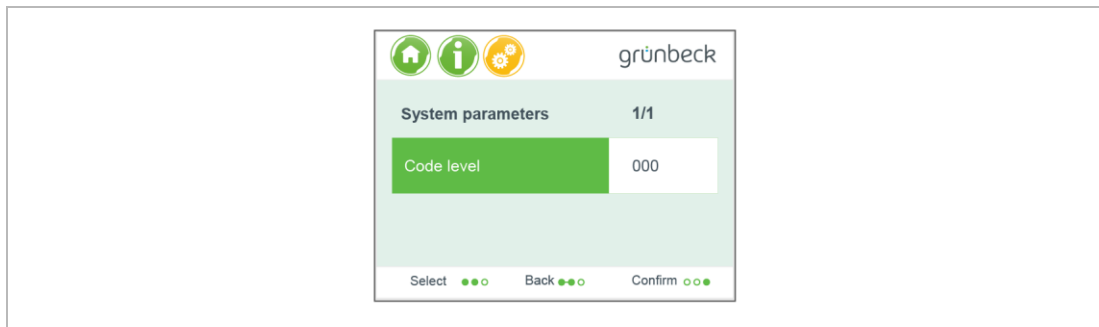 grünbeck
System parameters 1/1
Code level 000
Select Back Confirm